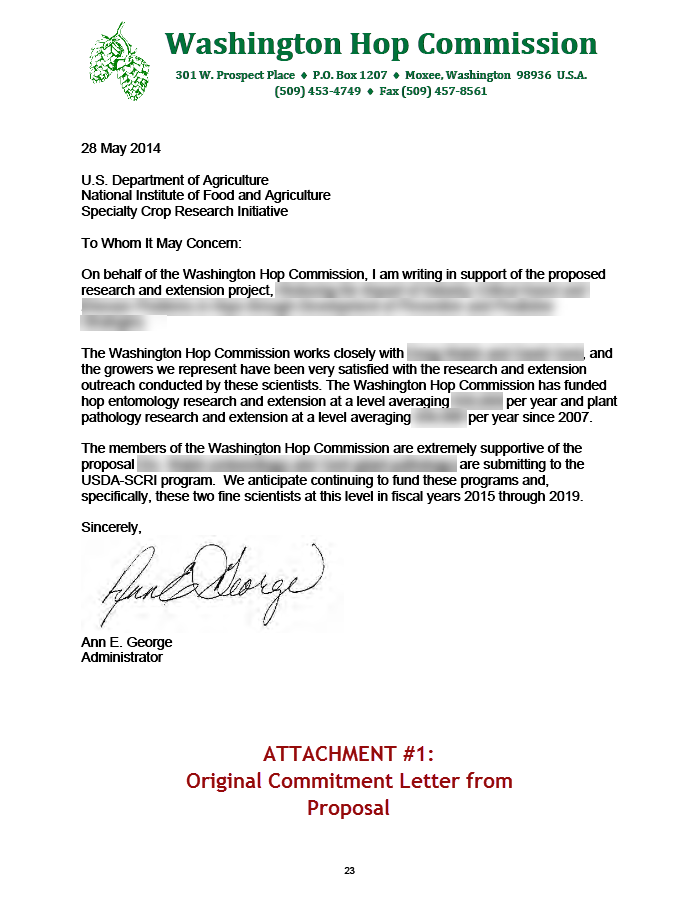 Washington Hop Commission
301 W. Prospect Place ♦ P.O. Box 1207 ♦ Moxee, Washington 98936 U.S.A.
(509) 453-4749 ♦ Fax (509) 457-8561
28 May 2014
U.S. Department of Agriculture
National Institute of Food and Agriculture
Specialty Crop Research Initiative
To Whom It May Concern:
On behalf of the Washington Hop Commission, I am writing in support of the proposed
research and extension project,
The Washington Hop Commission works closely with , and
the growers we represent have been very satisfied with the research and extension
outreach conducted by these scientists. The Washington Hop Commission has funded
hop entomology research and extension at a level averaging per year and plant
pathology research and extension at a level averaging per year since 2007.
The members of the Washington Hop Commission are extremely supportive of the
proposal are submitting to the
USDA-SCRI program. We anticipate continuing to fund these programs and,
specifically, these two fine scientists at this level in fiscal years 2015 through 2019.
Sincerely,
Ann E George
Ann E. George
Administrator
ATTACHMENT #1:
Original Commitment Letter from
Proposal
23